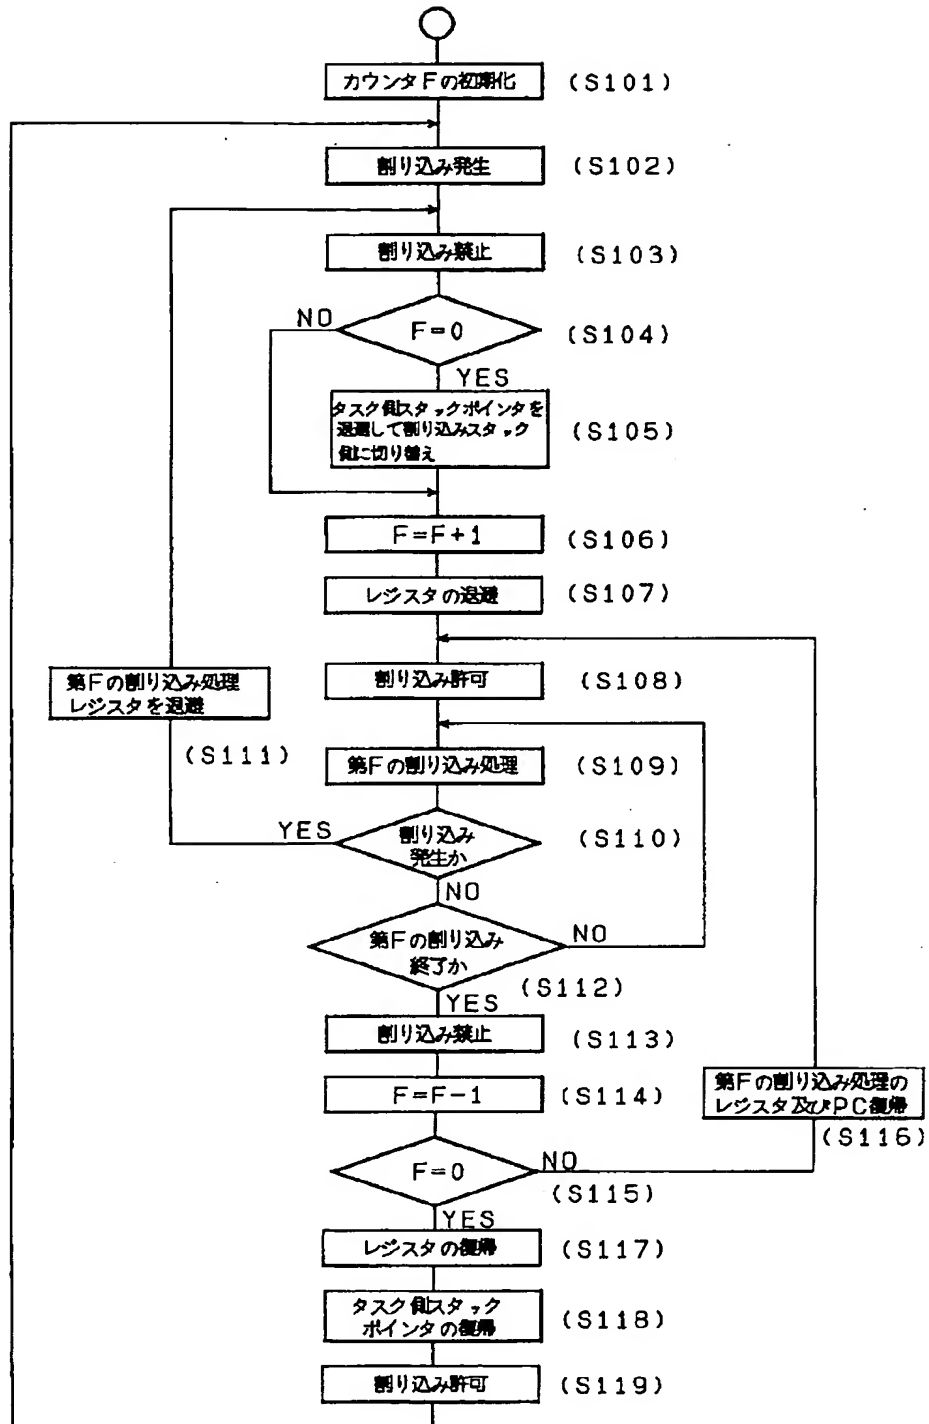 カウンタFの初期化
(S101)
割り込み発生
(S102)
割り込み禁止
(S103)
NO
F=0
(S104)
YES
タスク側スタックポインタを
退避して割り込みスタック
側に切り替え
(S105)
F=F+1
(S106)
レジスタの退避
(S107)
割り込み許可
(S108)
第Fの割り込み処理
レジスタを退避
(S111)
第Fの割り込み処理
(S109)
YES
割り込み
発生か
(S110)
NO
第Fの割り込み
終了か
NO
(S112)
YES
割り込み禁止
(S113)
F=F-1
(S114)
第Fの割り込み処理の
レジスタ及びPC復帰
(S116)
F=0
NO
(S115)
YES
レジスタの復帰
(S117)
タスク側スタック
ポインタの復帰
(S118)
割り込み許可
(S119)